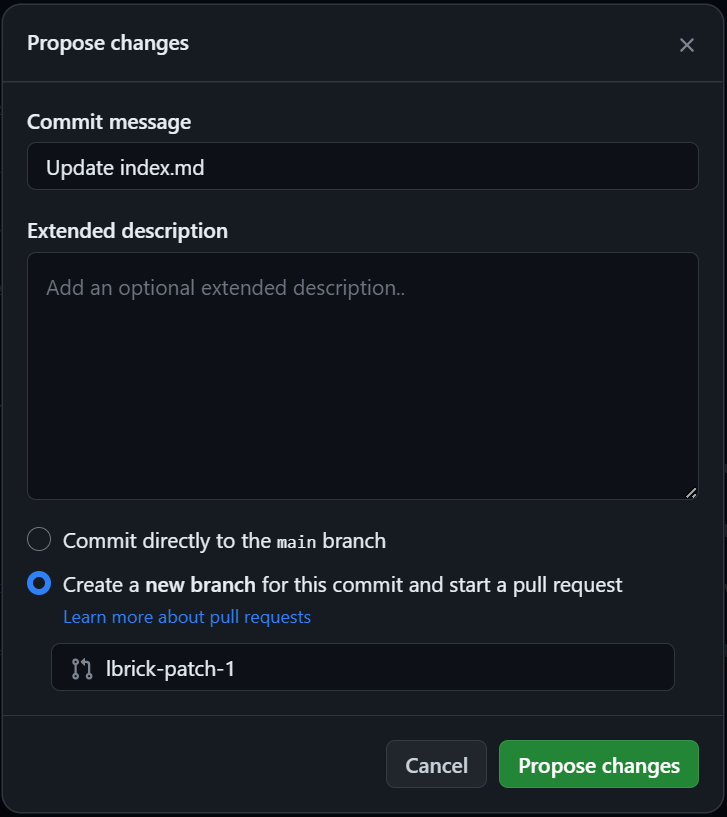 Propose changes
Commit message
Update index.md
Extended description
Add an optional extended description..
Commit directly to the main branch
Create a new branch for this commit and start a pull request
Learn more about pull requests
lbrick-patch-1
Cancel
Propose changes